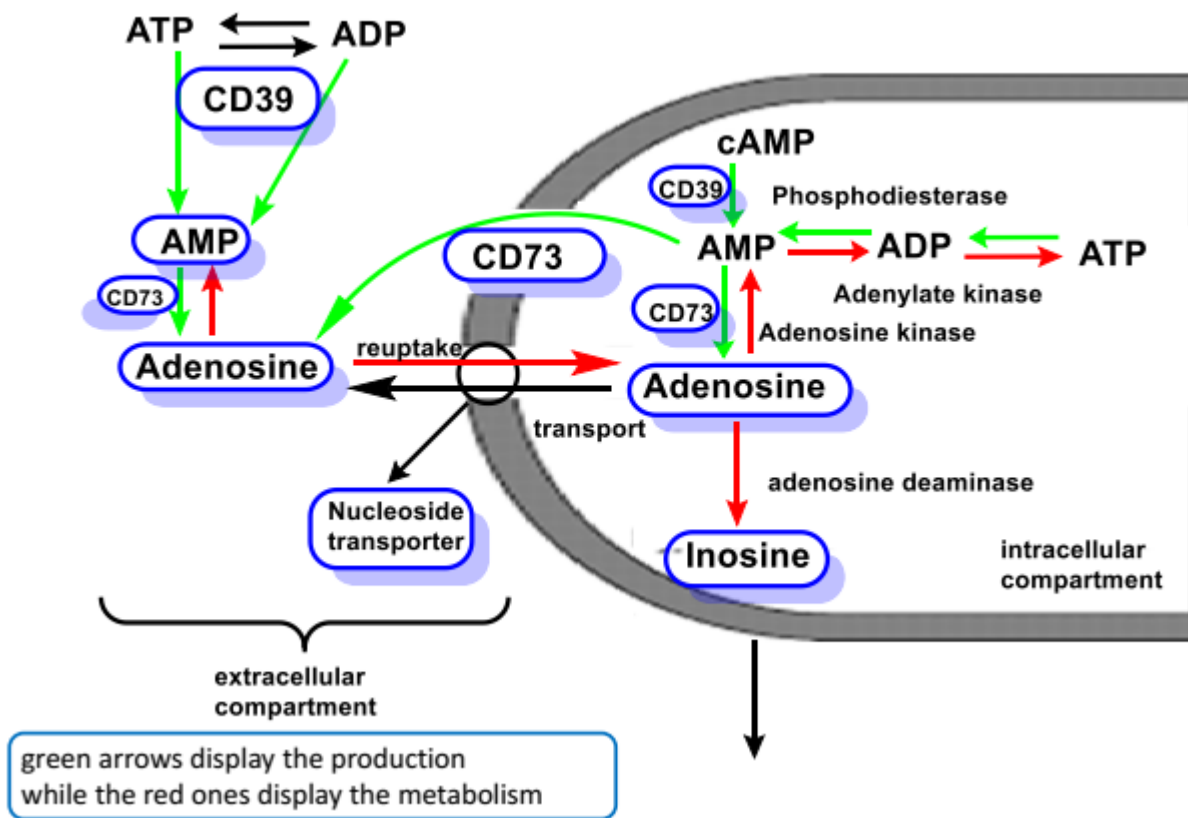 ATP
ADP
CD39
AMP
CD73
Adenosine
cAMP
CD39
Phosphodiesterase
AMP
ADP
ATP
CD73
CD73
Adenylate kinase
Adenosine kinase
reuptake
Adenosine
transport
adenosine deaminase
Nucleoside
transporter
Inosine
intracellular
compartment
extracellular
compartment
green arrows display the production
while the red ones display the metabolism